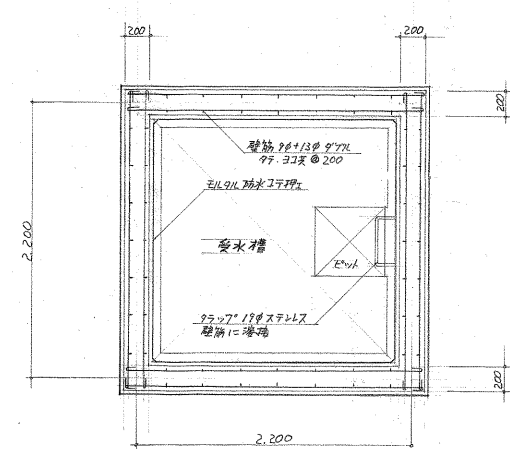 200
200
200
壁筋 9φ+13φ ダブル
タテ.ヨコ共 @ 200
モルタル防水コテ押エ
2,200
受水槽
ピット
タラップ 19φ ステンレス
壁筋に溶接
200
2,200